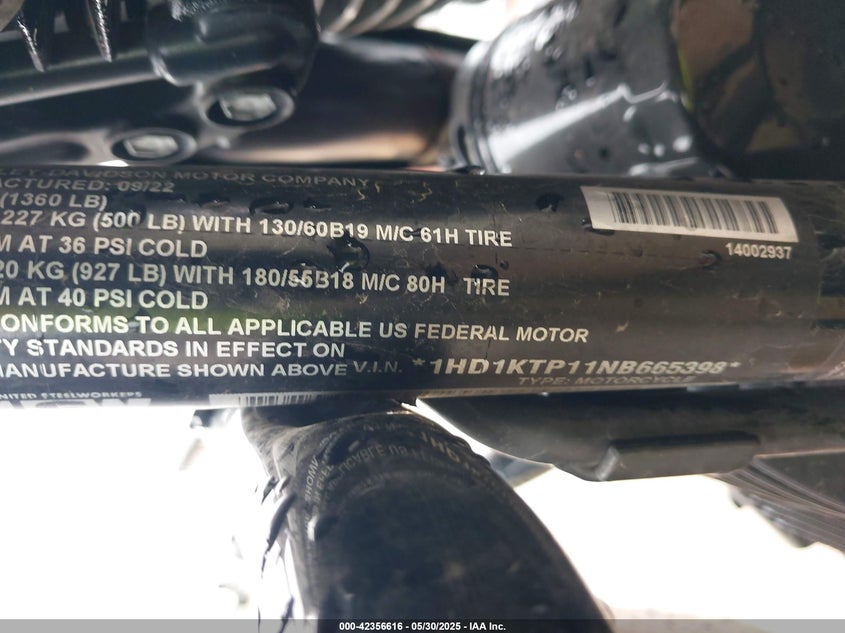 EY-DAVIDSON MOTOR COMPANY
ACTURED: 09/22
(1360 LB)
227 KG (500 LB) WITH 130/60B19 M/C 61H TIRE
M AT 36 PSI COLD
20 KG (927 LB) WITH 180/55B18 M/C 80H TIRE
M AT 40 PSI COLD
ONFORMS TO ALL APPLICABLE US FEDERAL MOTOR
TY STANDARDS IN EFFECT ON
MANUFACTURE SHOWN ABOVE V.I.N. *1HD1KTP11NB665398*
TYPE: MOTORCYCLE
NITED STEELWORKERS
14002937
000-42356616 - 05/30/2025 - IAA Inc.